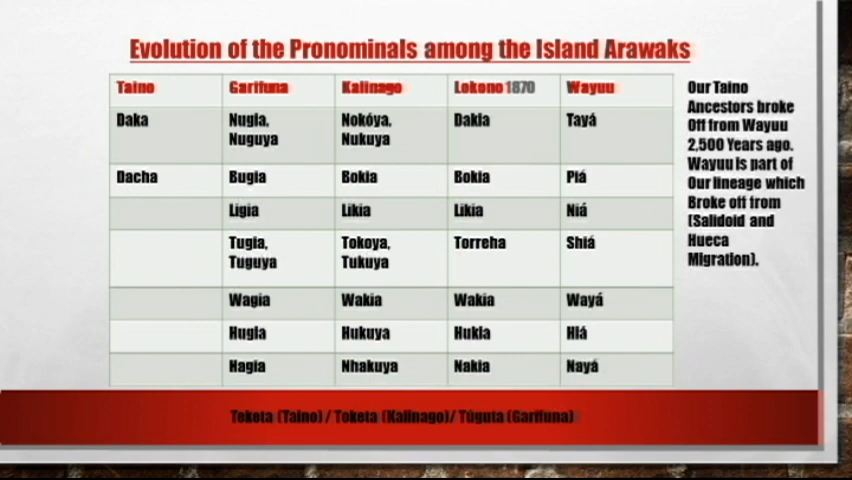 Evolution of the Pronominals among the Island Arawaks
Taino Garifuna Kalinago Lokono 1870 Wayuu
Daka Nugia, Nuguya Nokóya, Nukuya Dakia Tayá
Dacha Bugia Bokia Bokia Piá
Ligia Likia Likia Niá
Tugia, Tuguya Tokoya, Tukuya Torreha Shiá
Wagia Wakia Wakia Wayá
Hugia Hukuya Hukia Hiá
Hagia Nhakuya Nakia Nayá
Our Taino
Ancestors broke
Off from Wayuu
2,500 Years ago.
Wayuu is part of
Our lineage which
Broke off from
(Salidoid and
Hueca
Migration).
Teketa (Taino) / Toketa (Kalinago)/ Túguta (Garifuna)